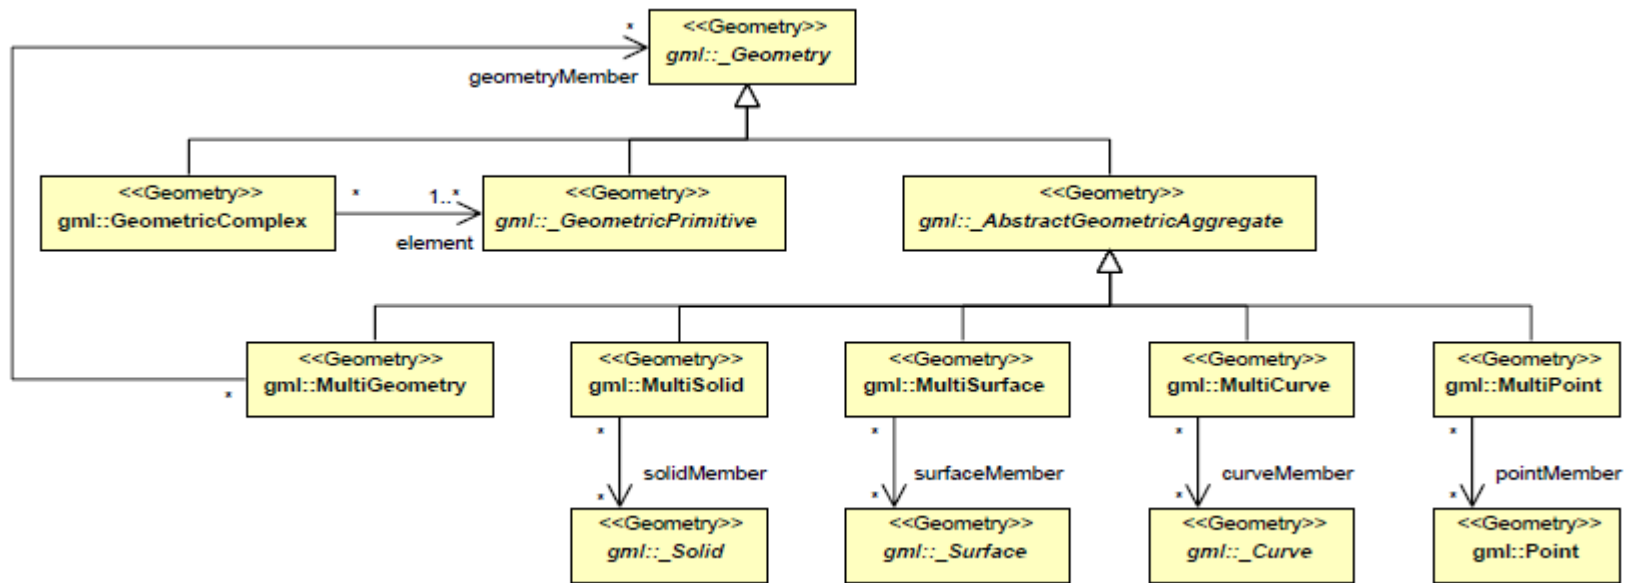 <<Geometry>>
gml::_Geometry
*
geometryMember
<<Geometry>>
gml::GeometricComplex
*
1..*
element
<<Geometry>>
gml::_GeometricPrimitive
<<Geometry>>
gml::_AbstractGeometricAggregate
<<Geometry>>
gml::MultiGeometry
*
<<Geometry>>
gml::MultiSolid
<<Geometry>>
gml::MultiSurface
<<Geometry>>
gml::MultiCurve
<<Geometry>>
gml::MultiPoint
*
solidMember
*
*
surfaceMember
*
*
curveMember
*
*
pointMember
*
<<Geometry>>
gml::_Solid
<<Geometry>>
gml::_Surface
<<Geometry>>
gml::_Curve
<<Geometry>>
gml::Point